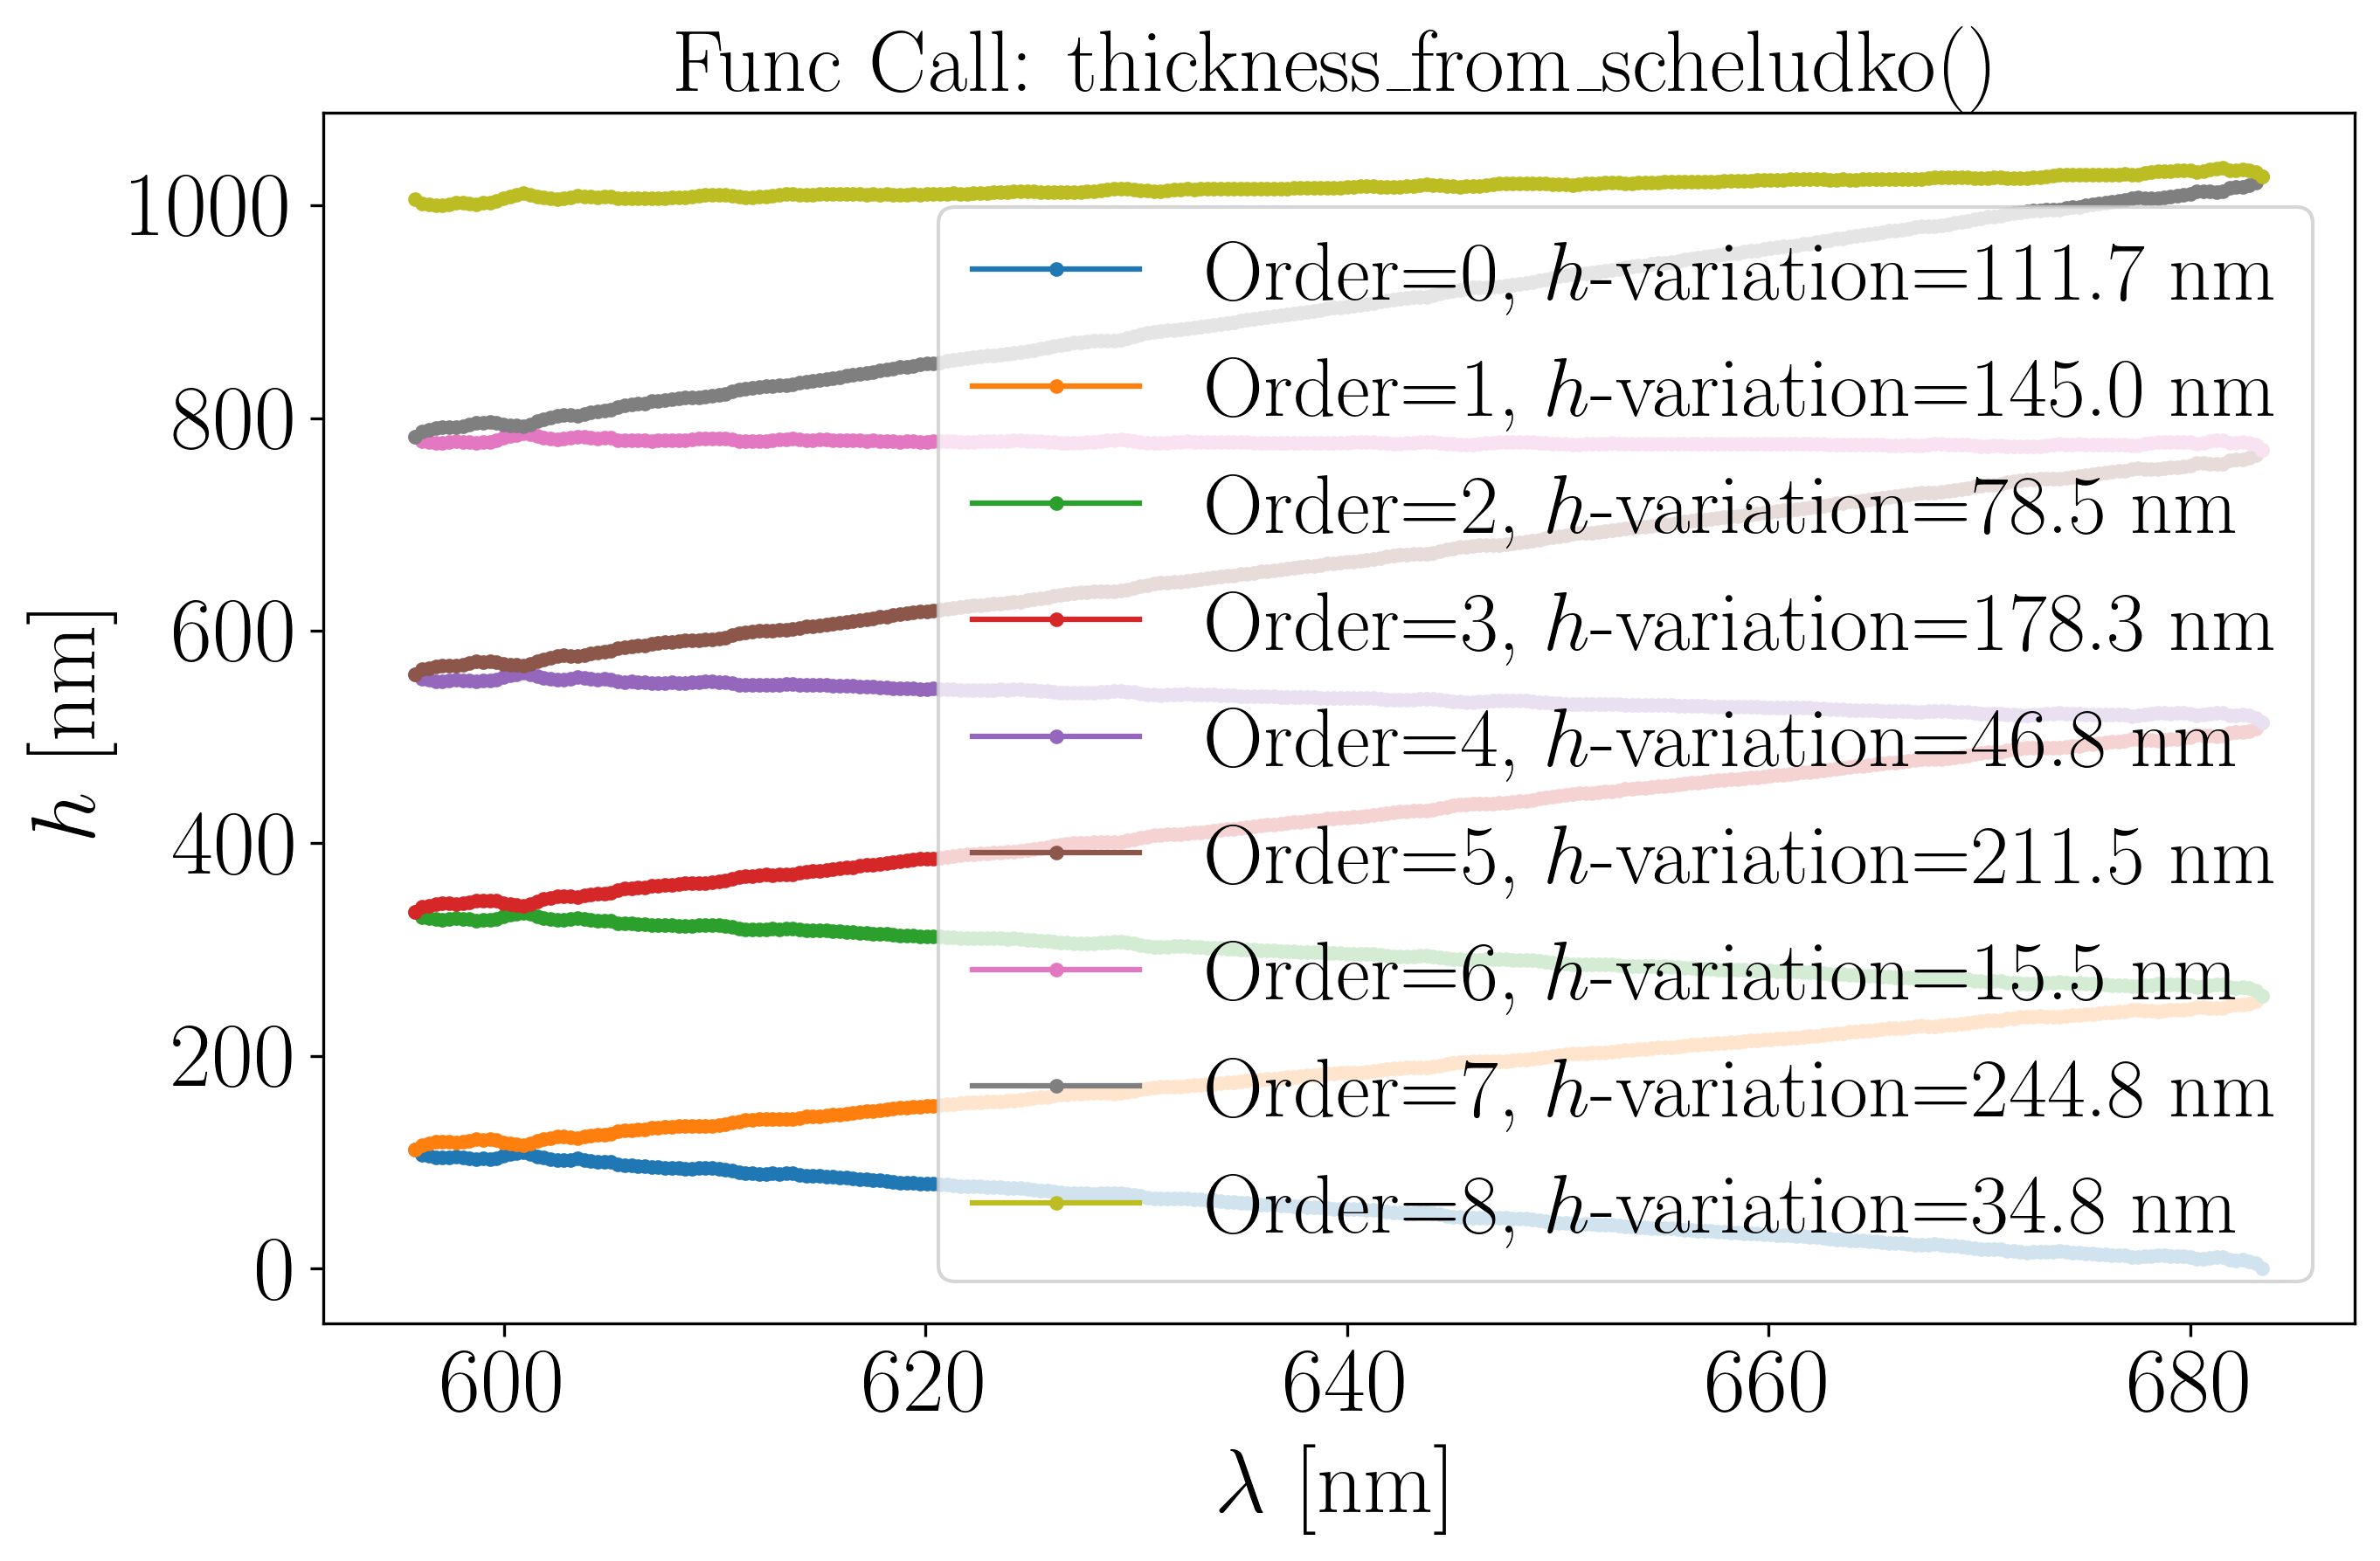 Func Call: thickness_from_scheludko()
1000
800
600
400
200
0
h [nm]
Order=0, h-variation=111.7 nm
Order=1, h-variation=145.0 nm
Order=2, h-variation=78.5 nm
Order=3, h-variation=178.3 nm
Order=4, h-variation=46.8 nm
Order=5, h-variation=211.5 nm
Order=6, h-variation=15.5 nm
Order=7, h-variation=244.8 nm
Order=8, h-variation=34.8 nm
600 620 640 660 680
λ [nm]